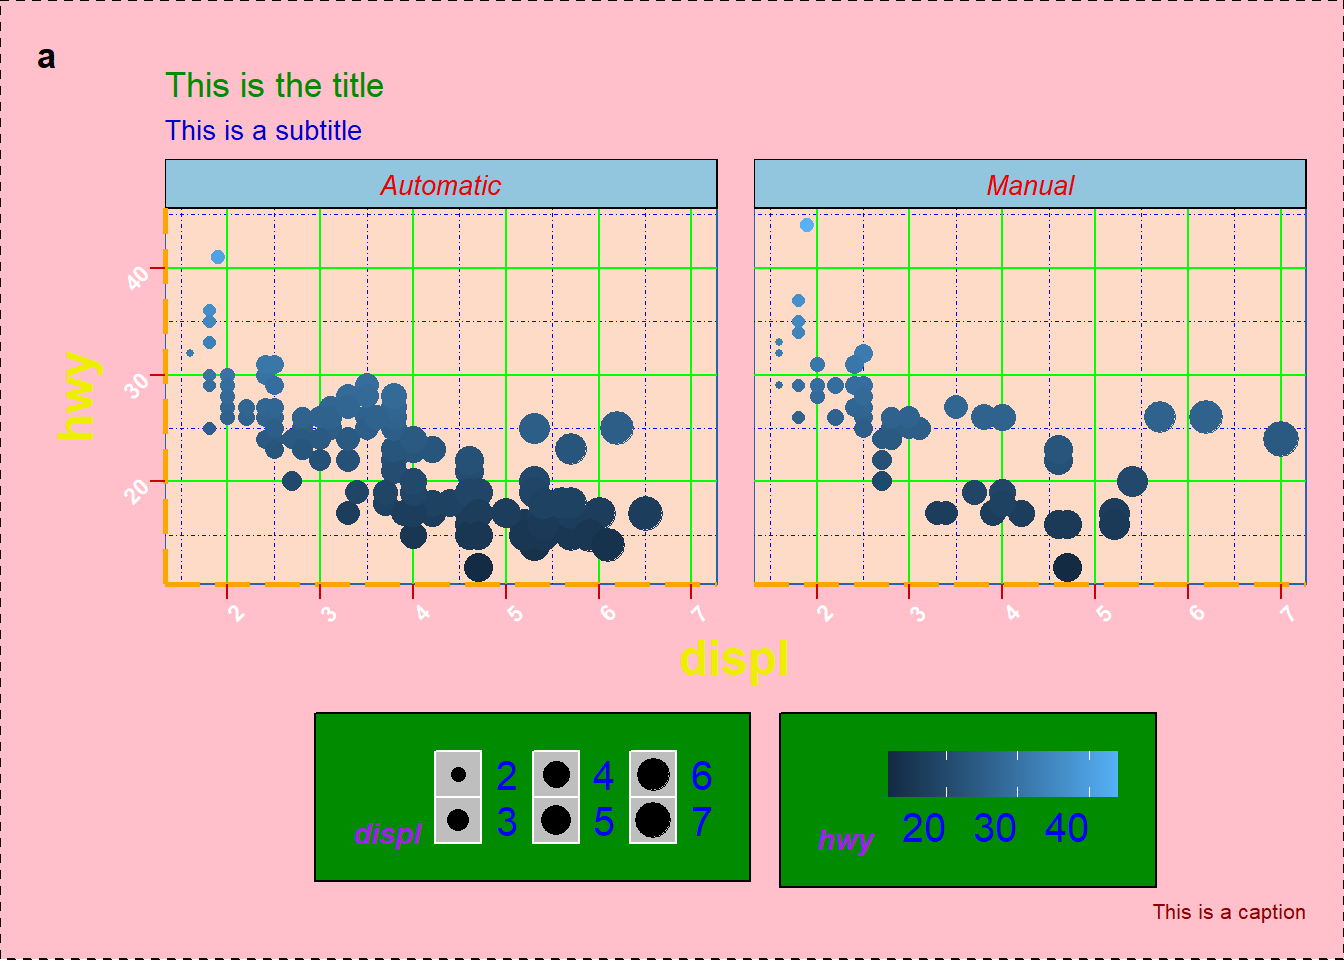 a
This is the title
This is a subtitle
Automatic
Manual
hwy
40
30
20
2 3 4 5 6 7
2 3 4 5 6 7
displ
displ
2 4 6
3 5 7
hwy
20 30 40
This is a caption